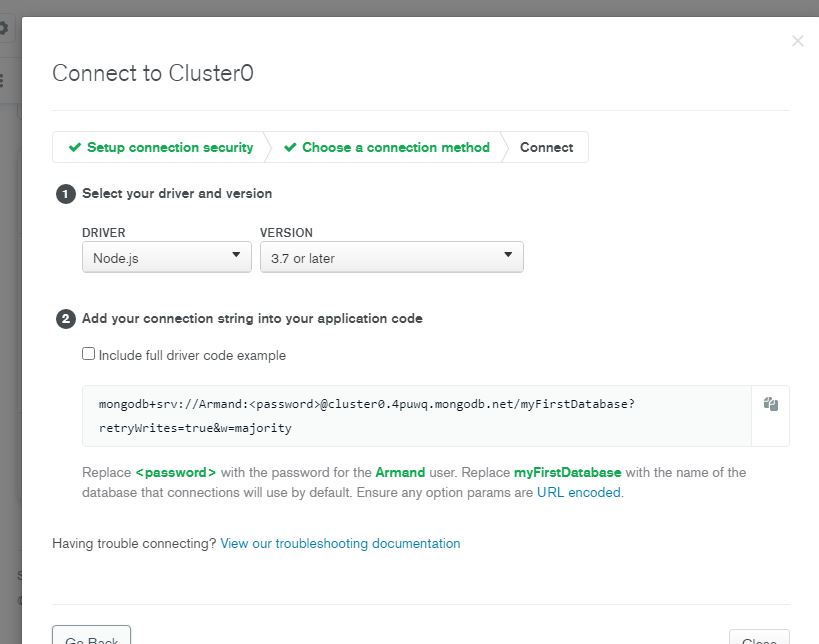 Connect to Cluster0
Setup connection security
Choose a connection method
Connect
1 Select your driver and version
DRIVER
VERSION
Node.js
3.7 or later
2 Add your connection string into your application code
Include full driver code example
mongodb+srv://Armand:<password>@cluster0.4puwq.mongodb.net/myFirstDatabase?
retryWrites=true&w=majority
Replace <password> with the password for the Armand user. Replace myFirstDatabase with the name of the
database that connections will use by default. Ensure any option params are URL encoded.
Having trouble connecting? View our troubleshooting documentation
Go Back
Close